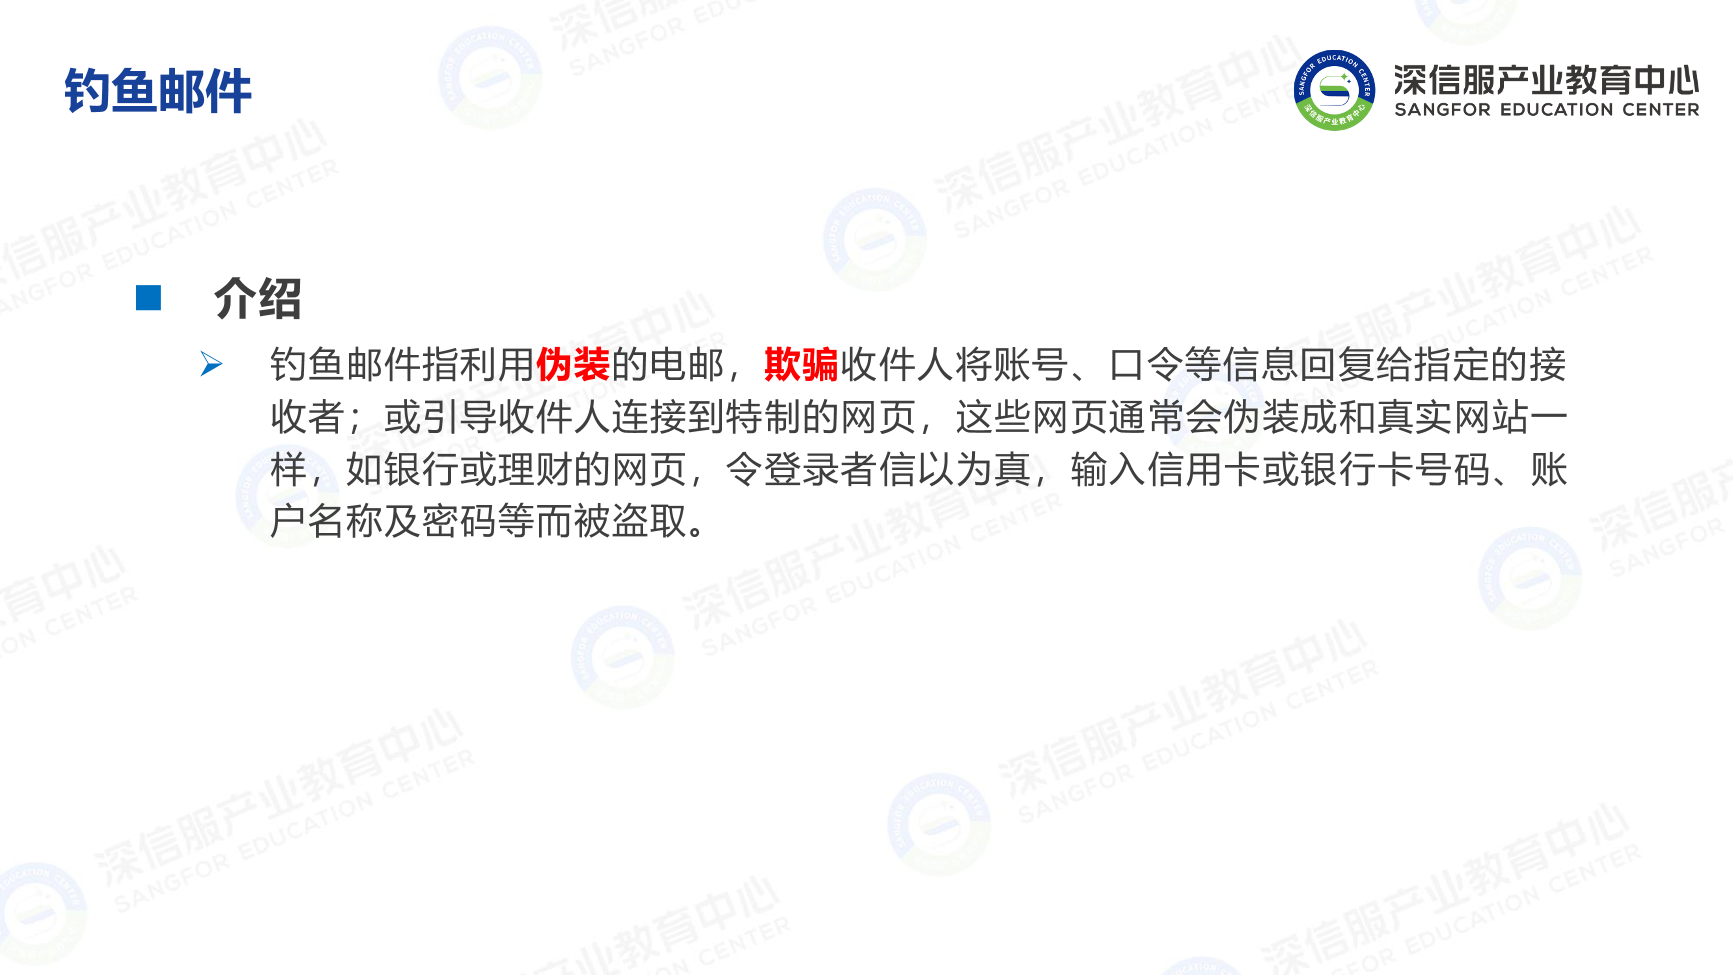 钓鱼邮件
深信服产业教育中心
SANGFOR EDUCATION CENTER
介绍
钓鱼邮件指利用伪装的电邮，欺骗收件人将账号、口令等信息回复给指定的接
收者；或引导收件人连接到特制的网页，这些网页通常会伪装成和真实网站一
样，如银行或理财的网页，令登录者信以为真，输入信用卡或银行卡号码、账
户名称及密码等而被盗取。